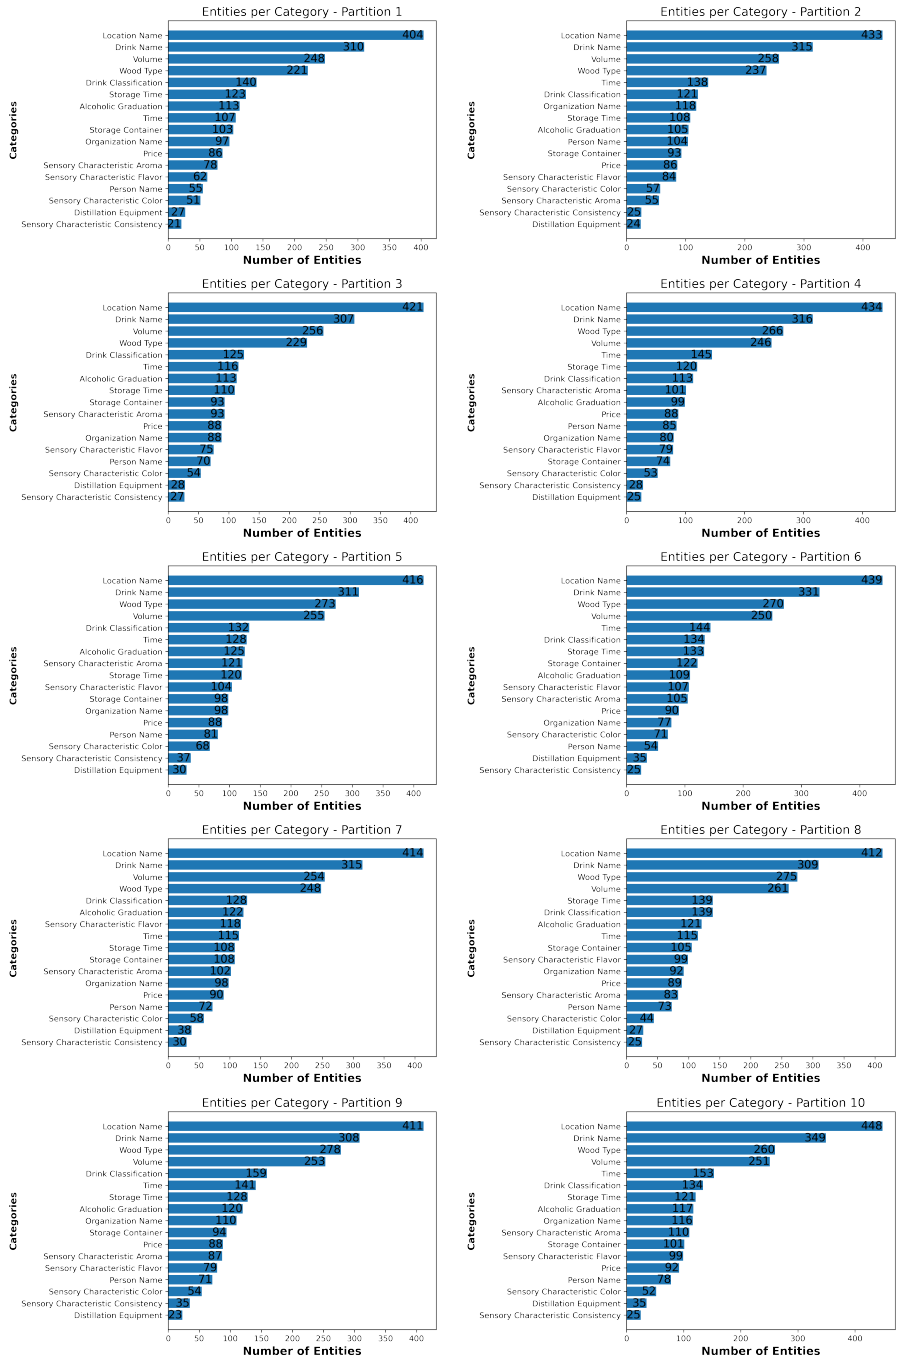 Entities per Category - Partition 1
Categories
Location Name 404
Drink Name 310
Volume 248
Wood Type 221
Drink Classification 140
Storage Time 123
Alcoholic Graduation 113
Time 107
Storage Container 103
Organization Name 97
Price 86
Sensory Characteristic Aroma 78
Sensory Characteristic Flavor 62
Person Name 55
Sensory Characteristic Color 51
Distillation Equipment 27
Sensory Characteristic Consistency 21
0 50 100 150 200 250 300 350 400
Number of Entities
Entities per Category - Partition 2
Categories
Location Name 433
Drink Name 315
Volume 258
Wood Type 237
Time 138
Drink Classification 121
Organization Name 118
Storage Time 108
Alcoholic Graduation 105
Person Name 104
Storage Container 93
Price 86
Sensory Characteristic Flavor 84
Sensory Characteristic Color 57
Sensory Characteristic Aroma 55
Sensory Characteristic Consistency 25
Distillation Equipment 24
0 100 200 300 400
Number of Entities
Entities per Category - Partition 3
Categories
Location Name 421
Drink Name 307
Volume 256
Wood Type 229
Drink Classification 125
Time 116
Alcoholic Graduation 113
Storage Time 110
Storage Container 93
Sensory Characteristic Aroma 93
Price 88
Organization Name 88
Sensory Characteristic Flavor 75
Person Name 70
Sensory Characteristic Color 54
Distillation Equipment 28
Sensory Characteristic Consistency 27
0 50 100 150 200 250 300 350 400
Number of Entities
Entities per Category - Partition 4
Categories
Location Name 434
Drink Name 316
Wood Type 266
Volume 246
Time 145
Storage Time 120
Drink Classification 113
Sensory Characteristic Aroma 101
Alcoholic Graduation 99
Price 88
Person Name 85
Organization Name 80
Sensory Characteristic Flavor 79
Storage Container 74
Sensory Characteristic Color 53
Sensory Characteristic Consistency 28
Distillation Equipment 25
0 100 200 300 400
Number of Entities
Entities per Category - Partition 5
Categories
Location Name 416
Drink Name 311
Wood Type 273
Volume 255
Drink Classification 132
Time 128
Alcoholic Graduation 125
Sensory Characteristic Aroma 121
Storage Time 120
Sensory Characteristic Flavor 104
Storage Container 98
Organization Name 98
Price 88
Person Name 81
Sensory Characteristic Color 68
Sensory Characteristic Consistency 37
Distillation Equipment 30
0 50 100 150 200 250 300 350 400
Number of Entities
Entities per Category - Partition 6
Categories
Location Name 439
Drink Name 331
Wood Type 270
Volume 250
Time 144
Drink Classification 134
Storage Time 133
Storage Container 122
Alcoholic Graduation 109
Sensory Characteristic Flavor 107
Sensory Characteristic Aroma 105
Price 90
Organization Name 77
Sensory Characteristic Color 71
Person Name 54
Distillation Equipment 35
Sensory Characteristic Consistency 25
0 100 200 300 400
Number of Entities
Entities per Category - Partition 7
Categories
Location Name 414
Drink Name 315
Volume 254
Wood Type 248
Drink Classification 128
Alcoholic Graduation 122
Sensory Characteristic Flavor 118
Time 115
Storage Time 108
Storage Container 108
Sensory Characteristic Aroma 102
Organization Name 98
Price 90
Person Name 72
Sensory Characteristic Color 58
Distillation Equipment 38
Sensory Characteristic Consistency 30
0 50 100 150 200 250 300 350 400
Number of Entities
Entities per Category - Partition 8
Categories
Location Name 412
Drink Name 309
Wood Type 275
Volume 261
Storage Time 139
Drink Classification 139
Alcoholic Graduation 121
Time 115
Storage Container 105
Sensory Characteristic Flavor 99
Organization Name 92
Price 89
Sensory Characteristic Aroma 83
Person Name 73
Sensory Characteristic Color 44
Distillation Equipment 27
Sensory Characteristic Consistency 25
0 50 100 150 200 250 300 350 400
Number of Entities
Entities per Category - Partition 9
Categories
Location Name 411
Drink Name 308
Wood Type 278
Volume 253
Drink Classification 159
Time 141
Storage Time 128
Alcoholic Graduation 120
Organization Name 110
Storage Container 94
Price 88
Sensory Characteristic Aroma 87
Sensory Characteristic Flavor 79
Person Name 71
Sensory Characteristic Color 54
Sensory Characteristic Consistency 35
Distillation Equipment 23
0 50 100 150 200 250 300 350 400
Number of Entities
Entities per Category - Partition 10
Categories
Location Name 448
Drink Name 349
Wood Type 260
Volume 251
Time 153
Drink Classification 134
Storage Time 121
Alcoholic Graduation 117
Organization Name 116
Sensory Characteristic Aroma 110
Storage Container 101
Sensory Characteristic Flavor 99
Price 92
Person Name 78
Sensory Characteristic Color 52
Distillation Equipment 35
Sensory Characteristic Consistency 25
0 100 200 300 400
Number of Entities